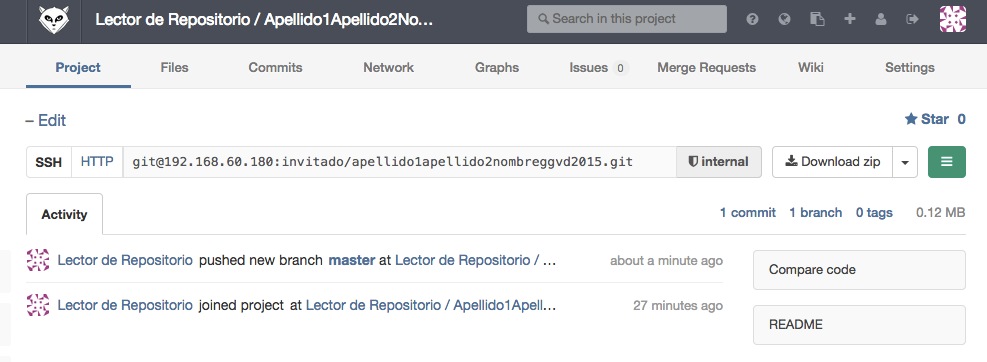 Lector de Repositorio / Apellido1Apellido2No...
Search in this project
Project Files Commits Network Graphs Issues 0 Merge Requests Wiki Settings
– Edit
Star 0
SSH HTTP git@192.168.60.180:invitado/apellido1apellido2nombreggvd2015.git internal Download zip
Activity
1 commit 1 branch 0 tags 0.12 MB
Lector de Repositorio pushed new branch master at Lector de Repositorio / ... about a minute ago
Compare code
Lector de Repositorio joined project at Lector de Repositorio / Apellido1Apell... 27 minutes ago
README